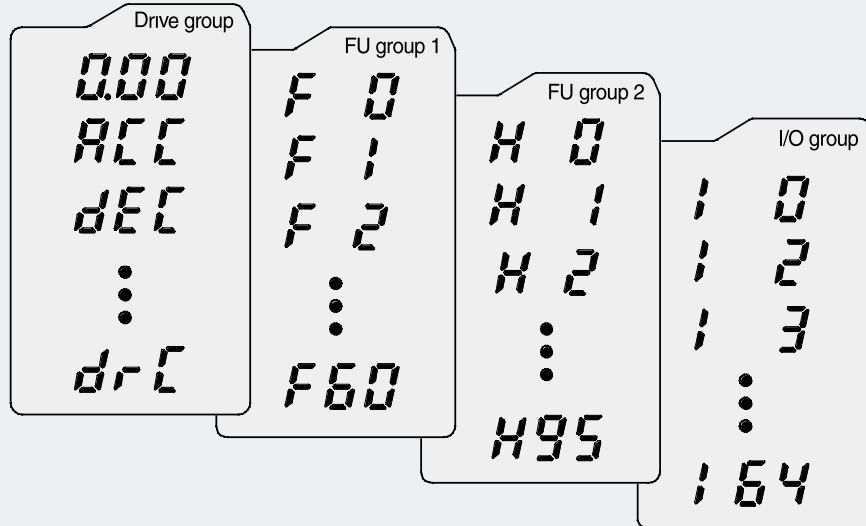 Drive group
0.00
ACC
dEC
drC
FU group 1
F 0
F 1
F 2
F60
FU group 2
H 0
H 1
H 2
H95
I/O group
I 0
I 2
I 3
I 64